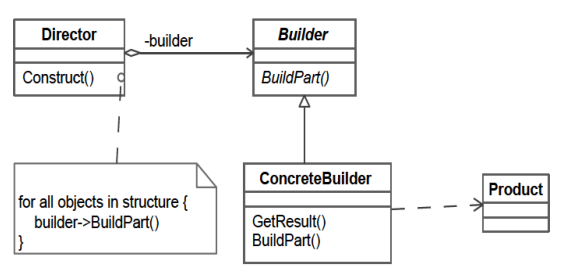 Director
-builder
Builder
Construct()
BuildPart()
for all objects in structure {
builder->BuildPart()
}
ConcreteBuilder
GetResult()
BuildPart()
Product